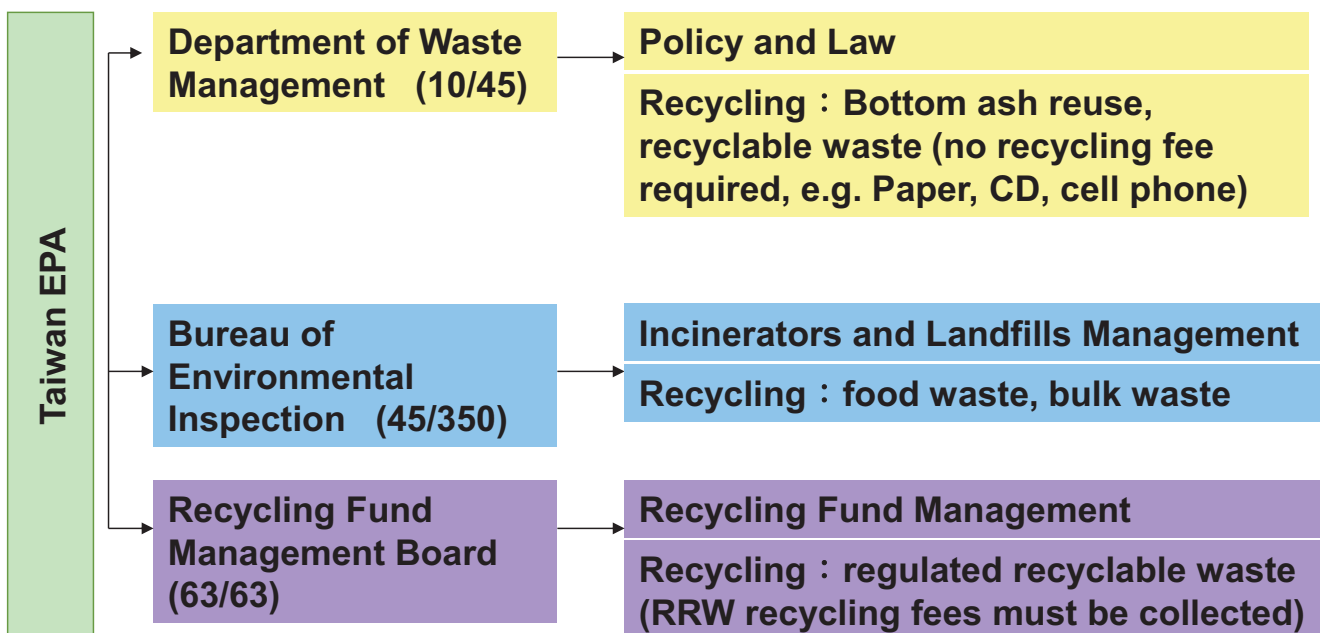 Taiwan EPA
Department of Waste
Management (10/45)
Policy and Law
Recycling：Bottom ash reuse,
recyclable waste (no recycling fee
required, e.g. Paper, CD, cell phone)
Bureau of
Environmental
Inspection (45/350)
Incinerators and Landfills Management
Recycling：food waste, bulk waste
Recycling Fund
Management Board
(63/63)
Recycling Fund Management
Recycling：regulated recyclable waste
(RRW recycling fees must be collected)